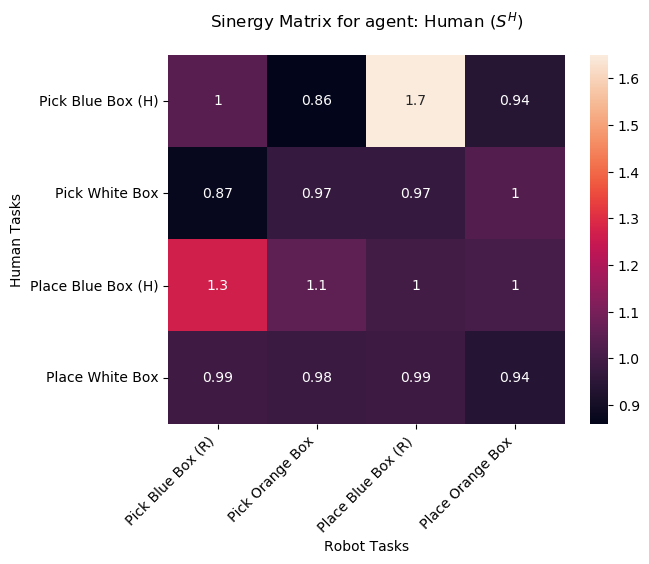 Sinergy Matrix for agent: Human (S^H)
Human Tasks
Pick Blue Box (H) 1 0.86 1.7 0.94
Pick White Box 0.87 0.97 0.97 1
Place Blue Box (H) 1.3 1.1 1 1
Place White Box 0.99 0.98 0.99 0.94
Pick Blue Box (R)
Pick Orange Box
Place Blue Box (R)
Place Orange Box
Robot Tasks
1.6
1.5
1.4
1.3
1.2
1.1
1.0
0.9